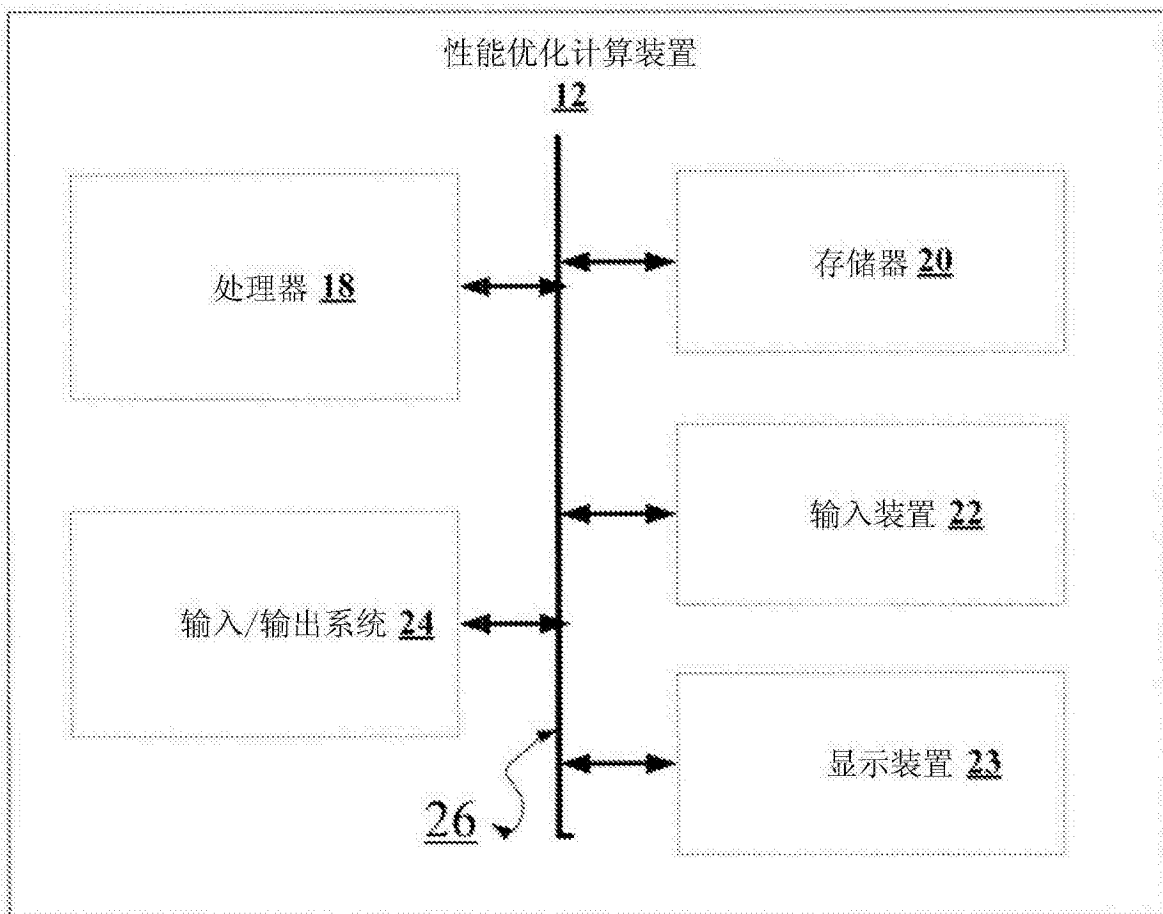 性能优化计算装置
12
处理器 18
存储器 20
输入装置 22
输入/输出系统 24
显示装置 23
26